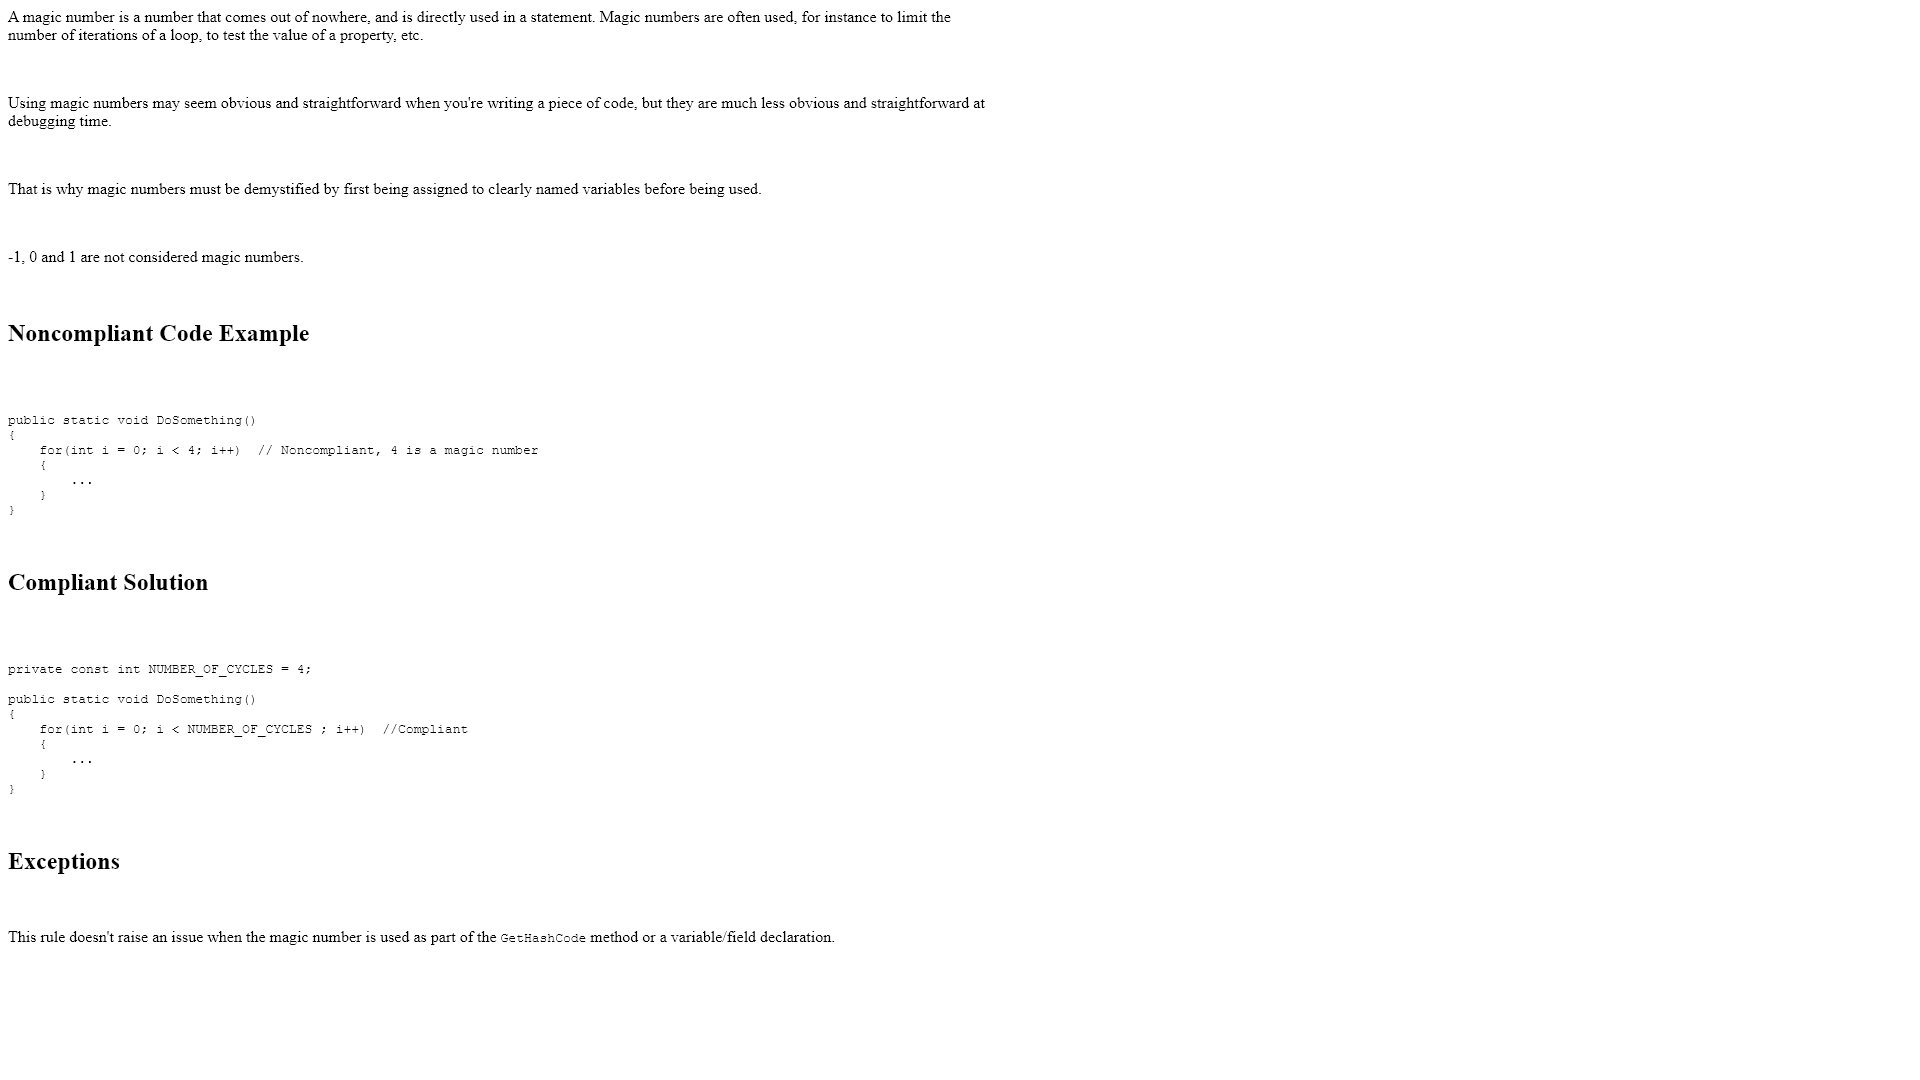 A magic number is a number that comes out of nowhere, and is directly used in a statement. Magic numbers are often used, for instance to limit the
number of iterations of a loop, to test the value of a property, etc.
Using magic numbers may seem obvious and straightforward when you're writing a piece of code, but they are much less obvious and straightforward at
debugging time.
That is why magic numbers must be demystified by first being assigned to clearly named variables before being used.
-1, 0 and 1 are not considered magic numbers.
Noncompliant Code Example
public static void DoSomething()
{
    for(int i = 0; i < 4; i++)  // Noncompliant, 4 is a magic number
    {
        ...
    }
}
Compliant Solution
private const int NUMBER_OF_CYCLES = 4;
public static void DoSomething()
{
    for(int i = 0; i < NUMBER_OF_CYCLES ; i++)  //Compliant
    {
        ...
    }
}
Exceptions
This rule doesn't raise an issue when the magic number is used as part of the GetHashCode method or a variable/field declaration.